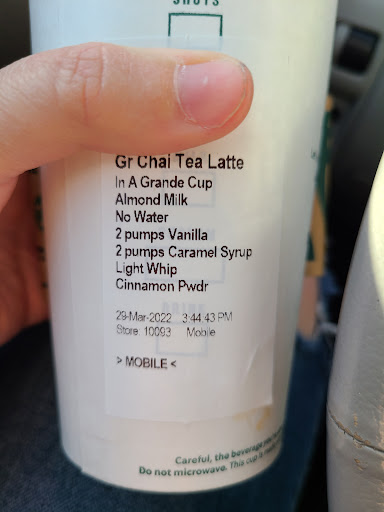 SHOTS
Gr Chai Tea Latte
In A Grande Cup
Almond Milk
No Water
2 pumps Vanilla
2 pumps Caramel Syrup
Light Whip
Cinnamon Pwdr
29-Mar-2022 3:44:43 PM
Store: 10093 Mobile
> MOBILE <
Careful, the beverage
Do not microwave. This cup is